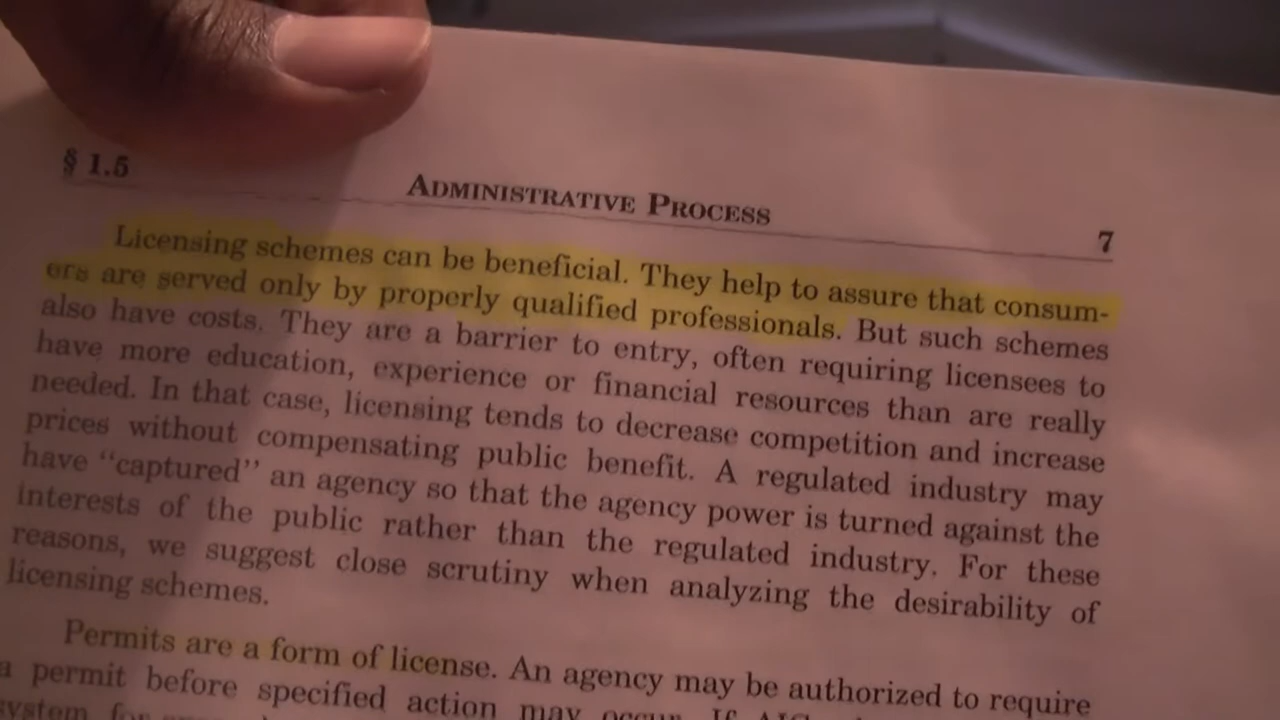 § 1.5 ADMINISTRATIVE PROCESS 7
Licensing schemes can be beneficial. They help to assure that consum-
ers are served only by properly qualified professionals. But such schemes
also have costs. They are a barrier to entry, often requiring licensees to
have more education, experience or financial resources than are really
needed. In that case, licensing tends to decrease competition and increase
prices without compensating public benefit. A regulated industry may
have “captured” an agency so that the agency power is turned against the
interests of the public rather than the regulated industry. For these
reasons, we suggest close scrutiny when analyzing the desirability of
licensing schemes.
Permits are a form of license. An agency may be authorized to require
a permit before specified action may occur. If
system for